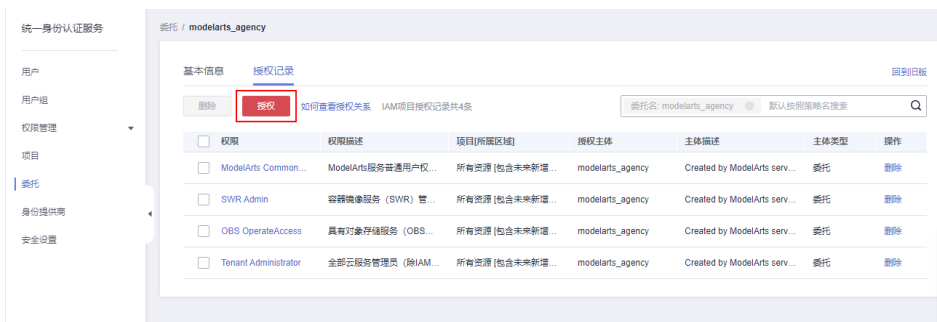 统一身份认证服务
委托 / modelarts_agency
用户
用户组
权限管理
项目
委托
身份提供商
安全设置
基本信息 授权记录 回到旧版
删除 授权 如何查看授权关系 IAM项目授权记录共4条 委托名: modelarts_agency 默认按照策略名搜索
权限 权限描述 项目[所属区域] 授权主体 主体描述 主体类型 操作
ModelArts Common... ModelArts服务普通用户权... 所有资源 [包含未来新增... modelarts_agency Created by ModelArts serv... 委托 删除
SWR Admin 容器镜像服务（SWR）管... 所有资源 [包含未来新增... modelarts_agency Created by ModelArts serv... 委托 删除
OBS OperateAccess 具有对象存储服务（OBS... 所有资源 [包含未来新增... modelarts_agency Created by ModelArts serv... 委托 删除
Tenant Administrator 全部云服务管理员（除IAM... 所有资源 [包含未来新增... modelarts_agency Created by ModelArts serv... 委托 删除